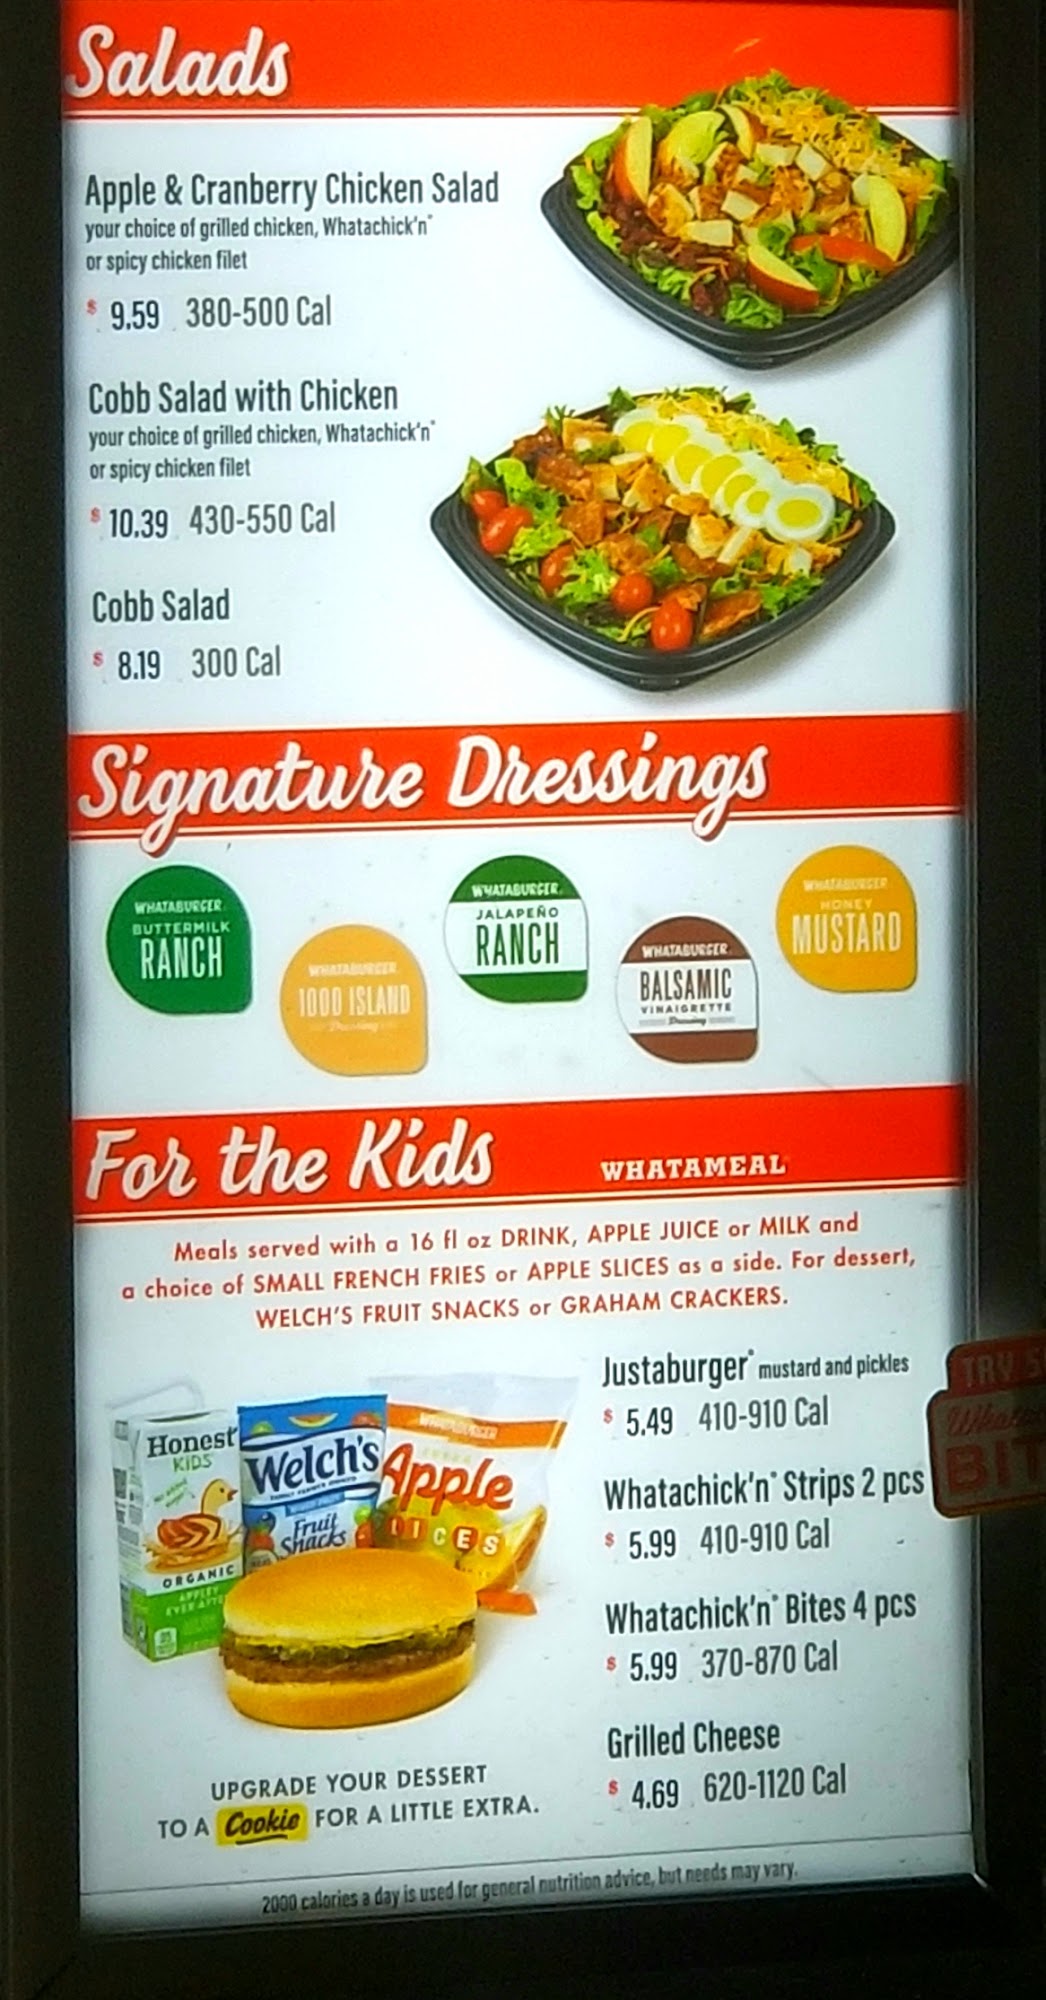 Salads
Apple & Cranberry Chicken Salad
your choice of grilled chicken, Whatachick'n®
or spicy chicken filet
$ 9.59 380-500 Cal
Cobb Salad with Chicken
your choice of grilled chicken, Whatachick'n®
or spicy chicken filet
$ 10.39 430-550 Cal
Cobb Salad
$ 8.19 300 Cal
Signature Dressings
WHATABURGER
BUTTERMILK
RANCH
WHATABURGER
1000 ISLAND
Dressing
WHATABURGER
JALAPEÑO
RANCH
WHATABURGER
BALSAMIC
VINAIGRETTE
Dressing
WHATABURGER
HONEY
MUSTARD
For the Kids WHATAMEAL
Meals served with a 16 fl oz DRINK, APPLE JUICE or MILK and
a choice of SMALL FRENCH FRIES or APPLE SLICES as a side. For dessert,
WELCH'S FRUIT SNACKS or GRAHAM CRACKERS.
Honest
KIDS
ORGANIC
APPLEY
EVER AFTER
Welch's
Fruit
Snacks
WHATABURGER
Apple
SLICES
Justaburger® mustard and pickles
$ 5.49 410-910 Cal
Whatachick'n® Strips 2 pcs
$ 5.99 410-910 Cal
Whatachick'n® Bites 4 pcs
$ 5.99 370-870 Cal
Grilled Cheese
$ 4.69 620-1120 Cal
UPGRADE YOUR DESSERT
TO A Cookie FOR A LITTLE EXTRA.
2000 calories a day is used for general nutrition advice, but needs may vary.
TRY
BIT